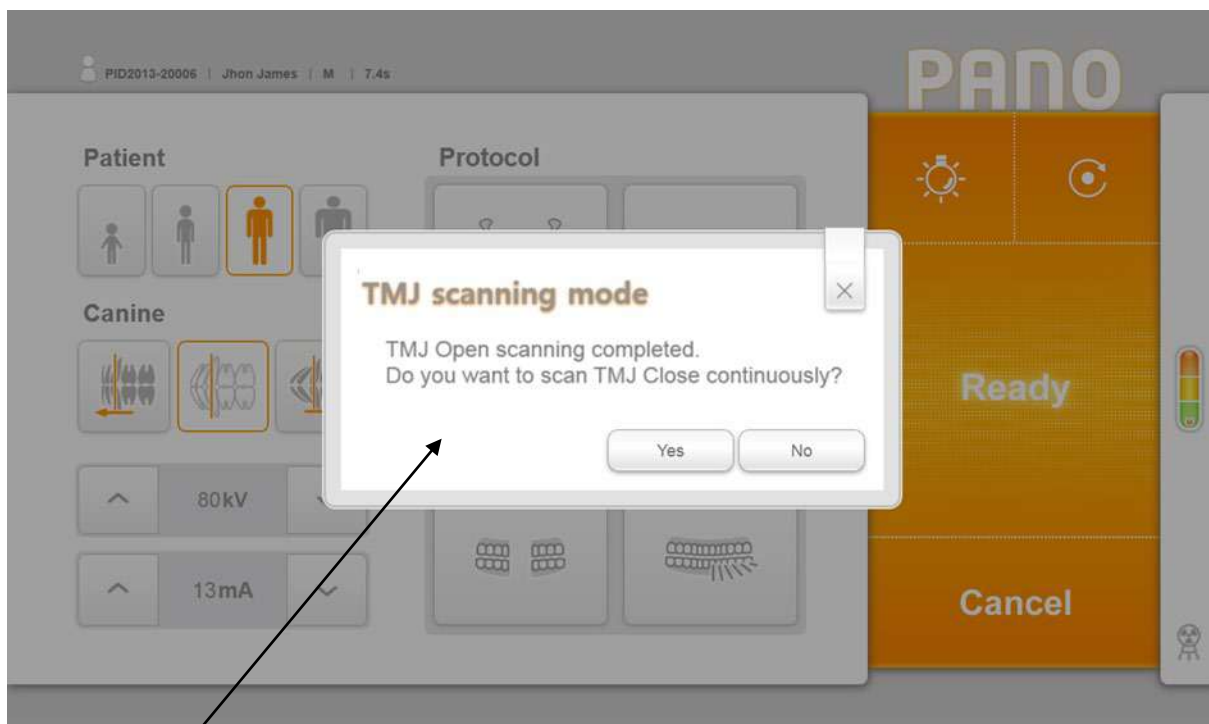 PID2013-20006 | Jhon James | M | 7.4s
PANO
Patient
Protocol
TMJ scanning mode
TMJ Open scanning completed.
Do you want to scan TMJ Close continuously?
Yes
No
Canine
80kV
13mA
Ready
Cancel